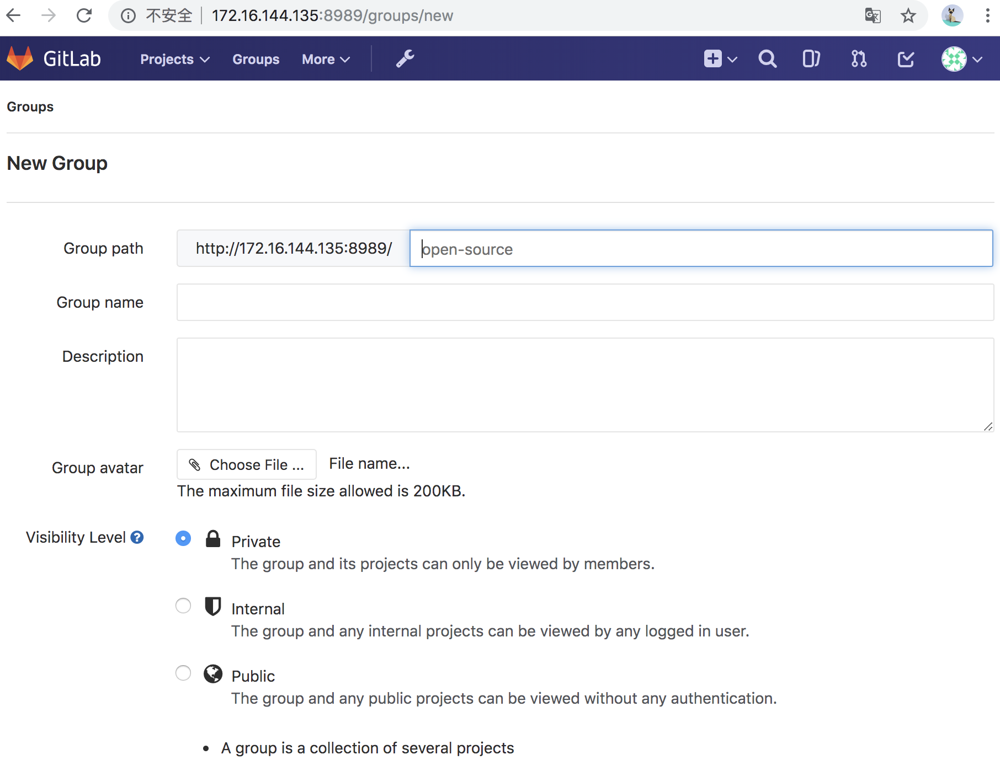 不安全 172.16.144.135:8989/groups/new
GitLab Projects Groups More
Groups
New Group
Group path http://172.16.144.135:8989/ open-source
Group name
Description
Group avatar Choose File ... File name...
The maximum file size allowed is 200KB.
Visibility Level ? Private
The group and its projects can only be viewed by members.
Internal
The group and any internal projects can be viewed by any logged in user.
Public
The group and any public projects can be viewed without any authentication.
• A group is a collection of several projects